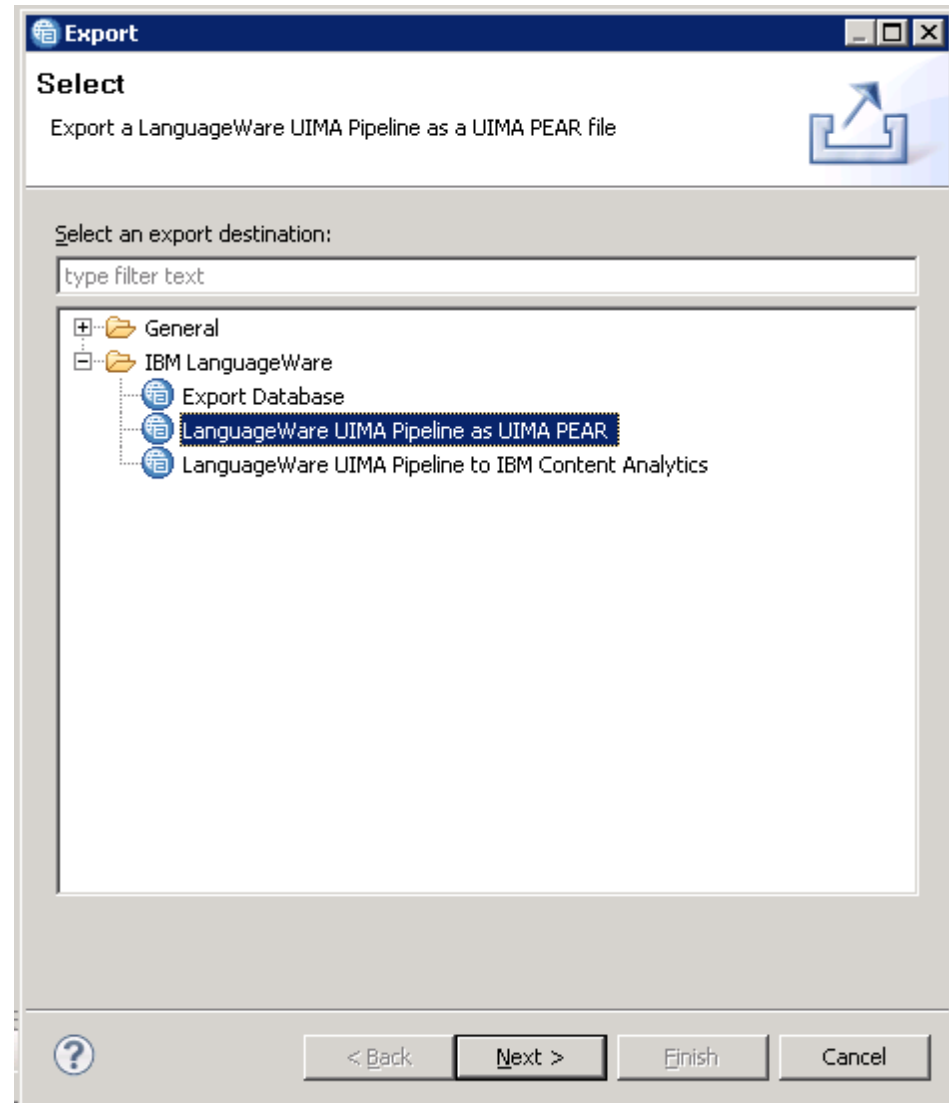 Export
Select
Export a LanguageWare UIMA Pipeline as a UIMA PEAR file
Select an export destination:
type filter text
General
IBM LanguageWare
Export Database
LanguageWare UIMA Pipeline as UIMA PEAR
LanguageWare UIMA Pipeline to IBM Content Analytics
? < Back Next > Finish Cancel